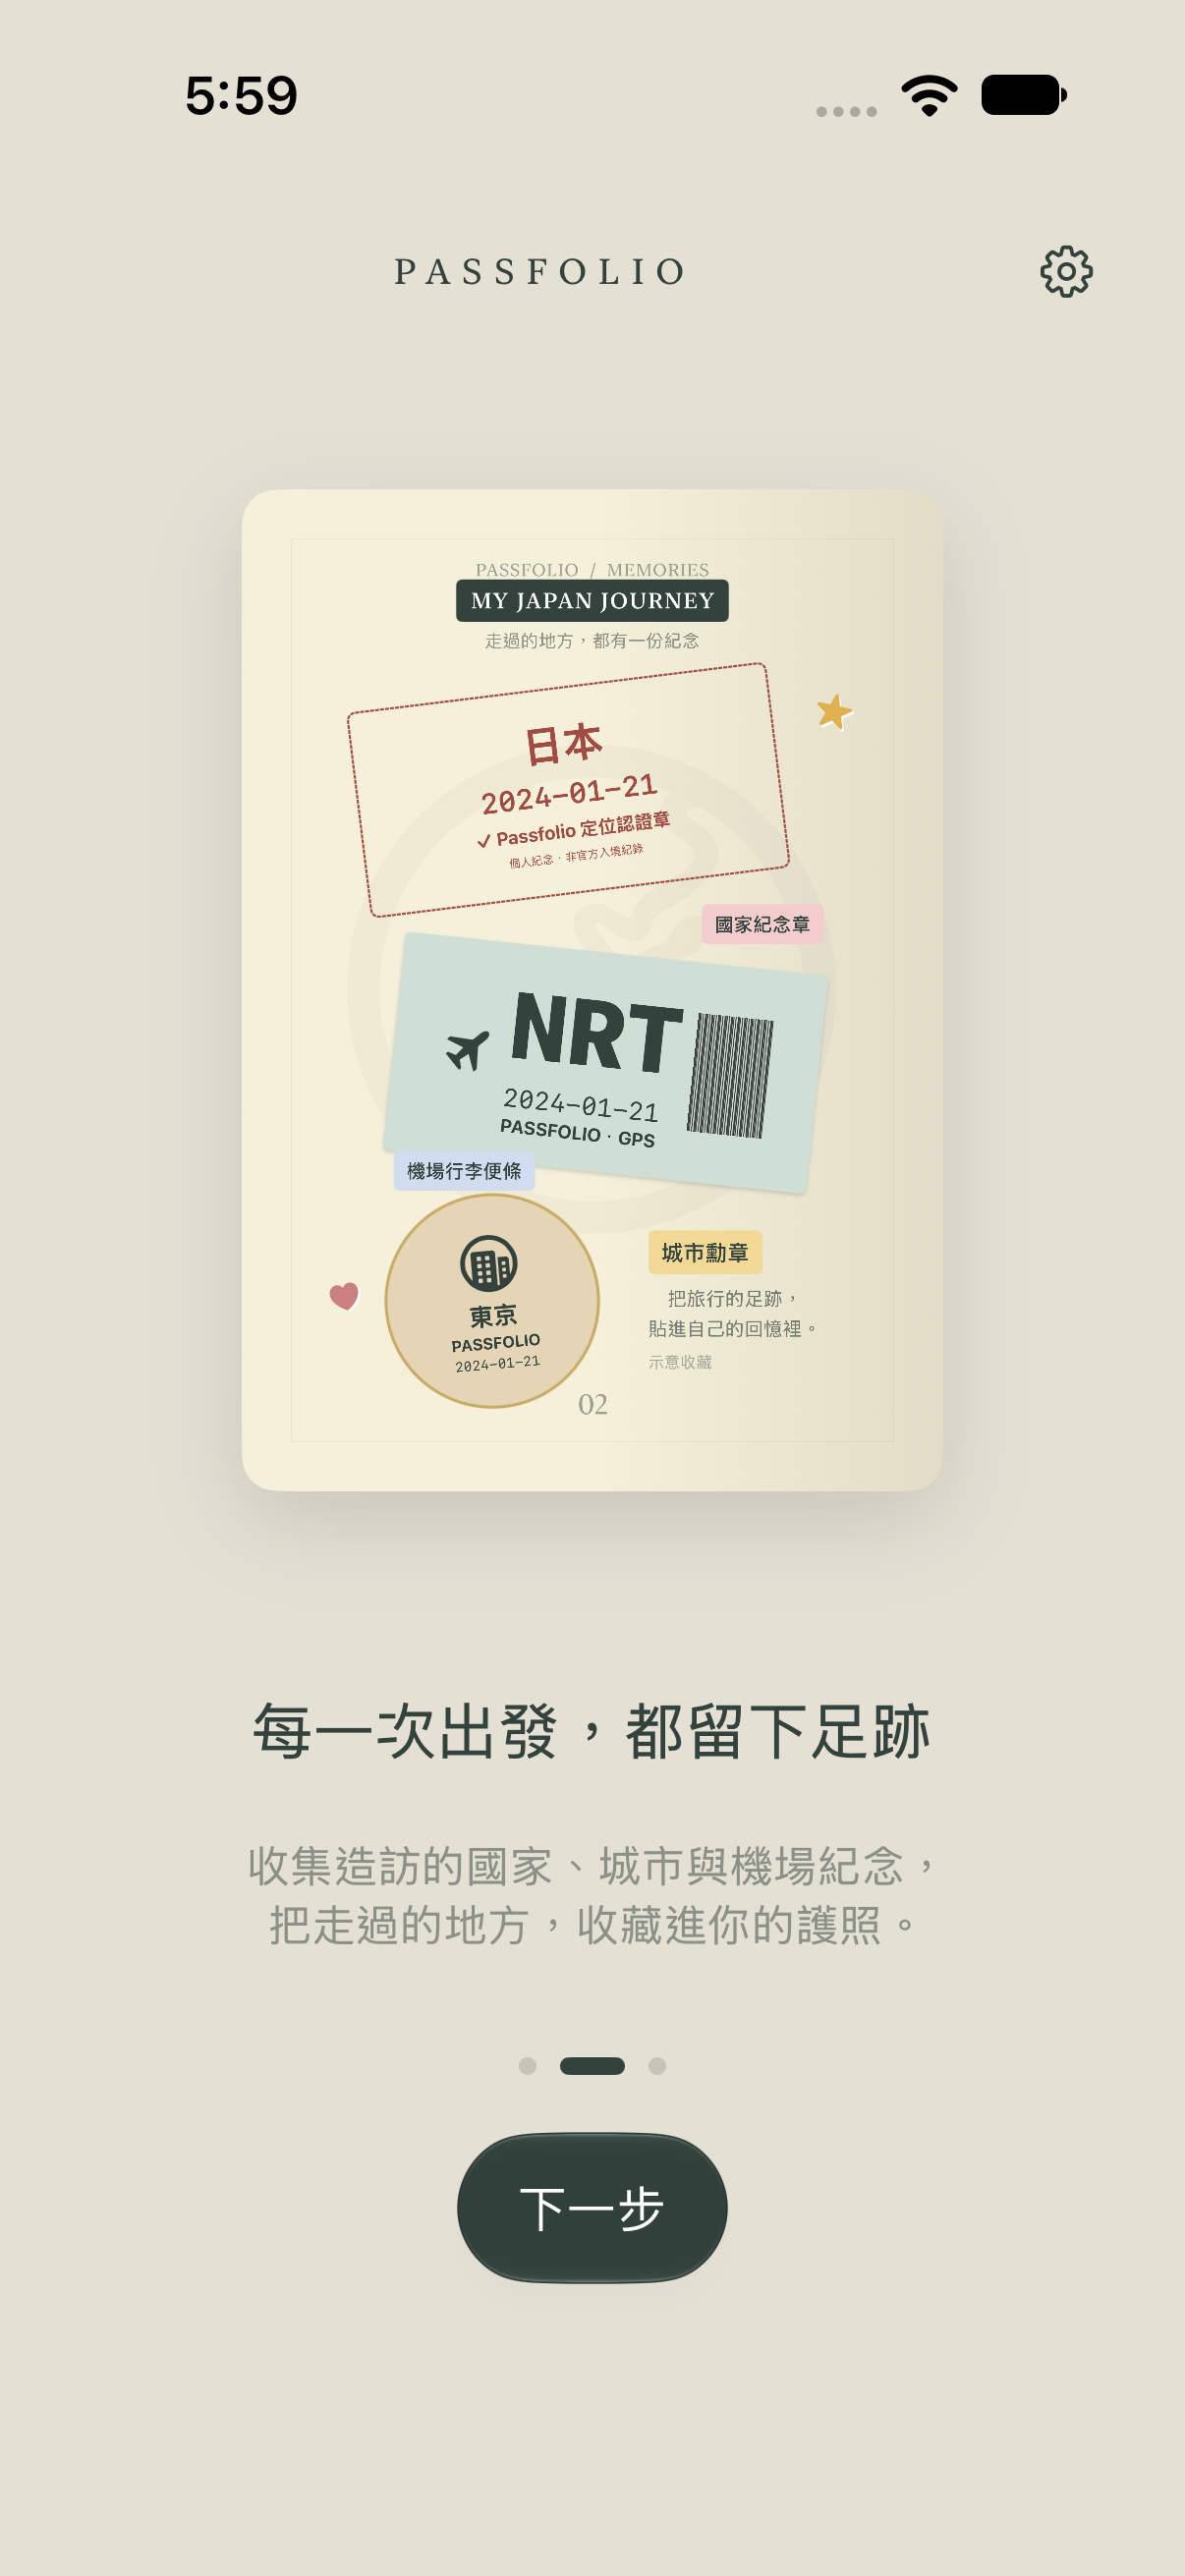 5:59
PASSFOLIO
PASSFOLIO / MEMORIES
MY JAPAN JOURNEY
走過的地方，都有一份紀念
日本
2024-01-21
✓ Passfolio 定位認證章
個人紀念 · 非官方入境紀錄
國家紀念章
NRT
2024-01-21
PASSFOLIO · GPS
機場行李便條
東京
PASSFOLIO
2024-01-21
城市勳章
把旅行的足跡，
貼進自己的回憶裡。
示意收藏
02
每一次出發，都留下足跡
收集造訪的國家、城市與機場紀念，
把走過的地方，收藏進你的護照。
下一步